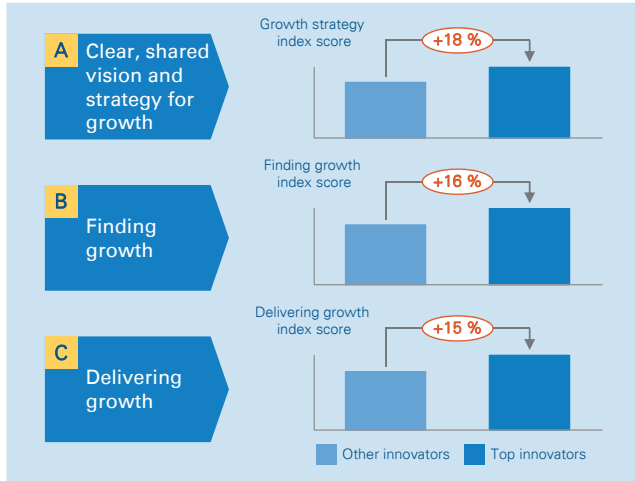 A
Clear, shared
vision and
strategy for
growth
Growth strategy
index score
+18 %
B
Finding
growth
Finding growth
index score
+16 %
C
Delivering
growth
Delivering growth
index score
+15 %
Other innovators
Top innovators